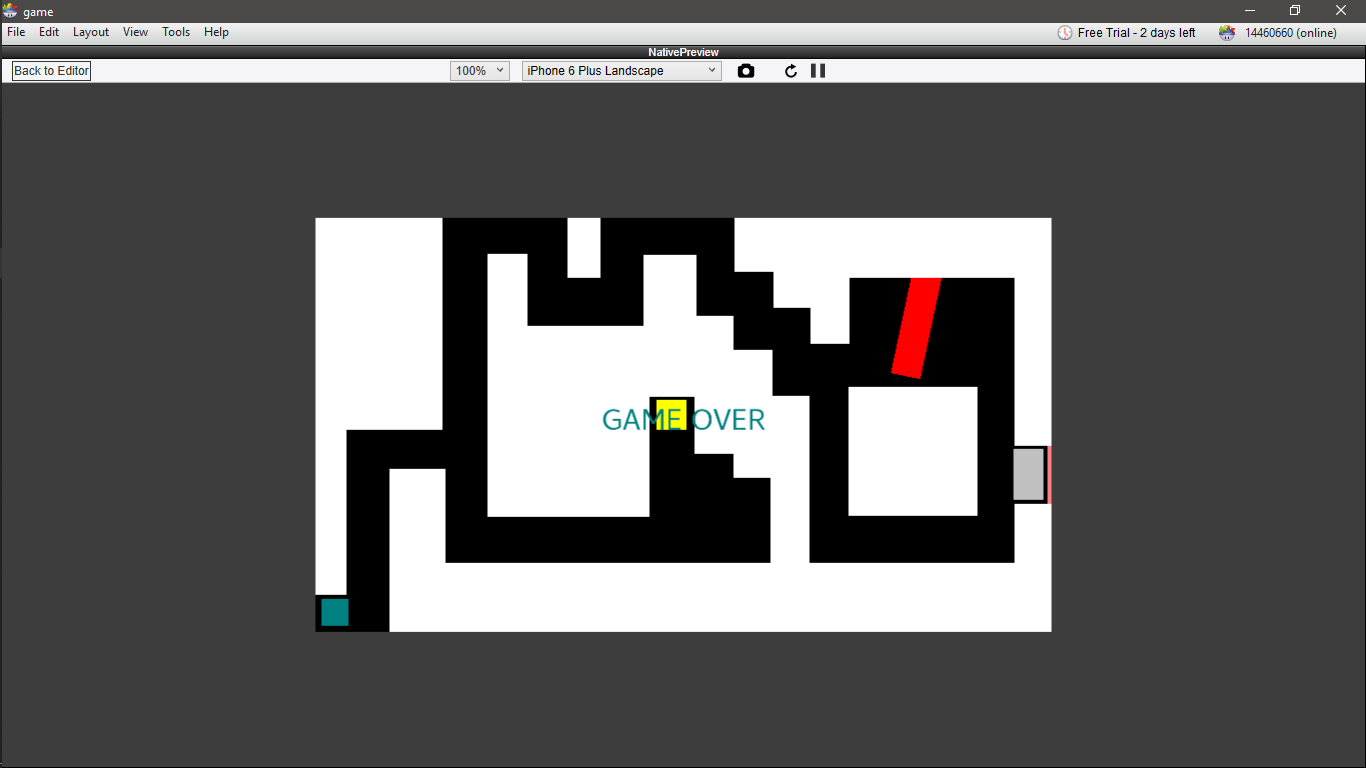 game
File Edit Layout View Tools Help Free Trial - 2 days left 14460660 (online)
NativePreview
Back to Editor 100% iPhone 6 Plus Landscape
GAME OVER